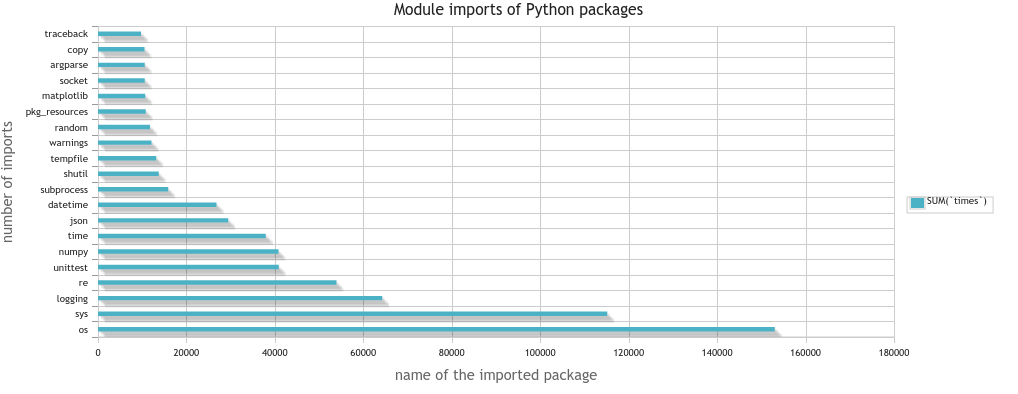 Module imports of Python packages
number of imports
traceback
copy
argparse
socket
matplotlib
pkg_resources
random
warnings
tempfile
shutil
subprocess
datetime
json
time
numpy
unittest
re
logging
sys
os
0 20000 40000 60000 80000 100000 120000 140000 160000 180000
name of the imported package
SUM(`times`)